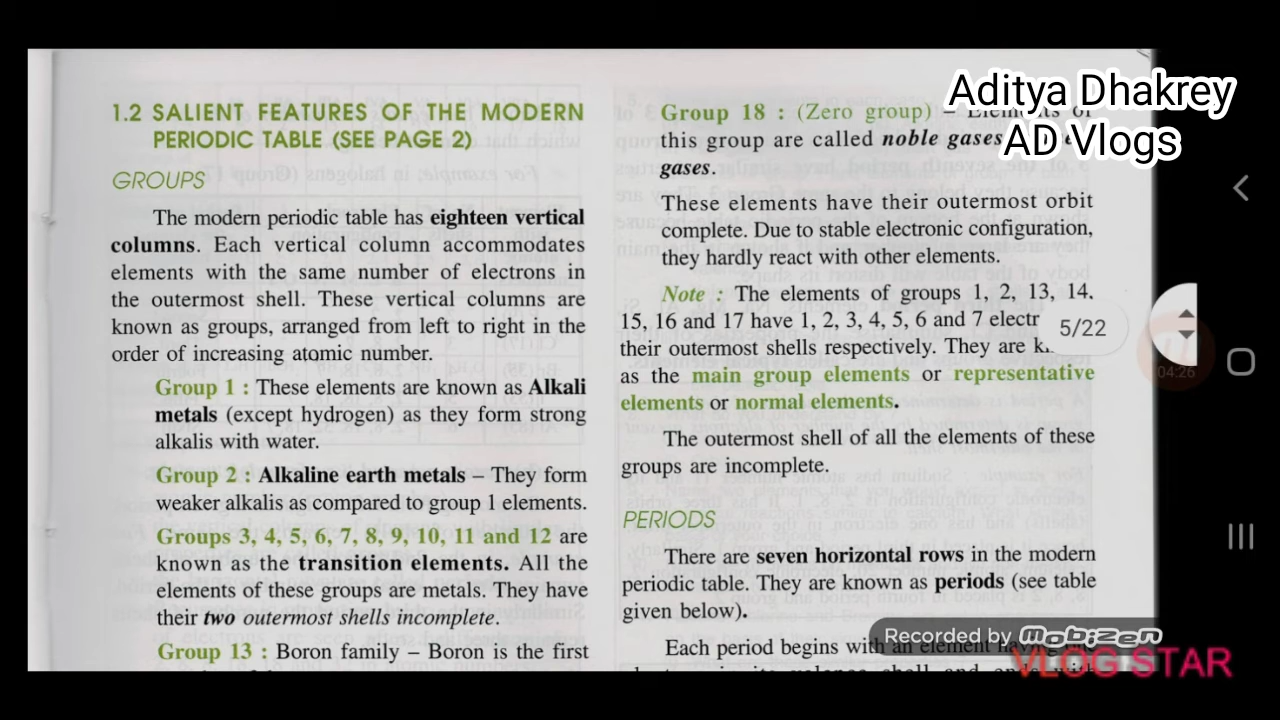 1.2 SALIENT FEATURES OF THE MODERN
PERIODIC TABLE (SEE PAGE 2)
GROUPS
The modern periodic table has eighteen vertical
columns. Each vertical column accommodates
elements with the same number of electrons in
the outermost shell. These vertical columns are
known as groups, arranged from left to right in the
order of increasing atomic number.
Group 1 : These elements are known as Alkali
metals (except hydrogen) as they form strong
alkalis with water.
Group 2 : Alkaline earth metals – They form
weaker alkalis as compared to group 1 elements.
Groups 3, 4, 5, 6, 7, 8, 9, 10, 11 and 12 are
known as the transition elements. All the
elements of these groups are metals. They have
their two outermost shells incomplete.
Group 13 : Boron family – Boron is the first
Group 18 : (Zero group) – Elements of
this group are called noble gases
gases.
These elements have their outermost orbit
complete. Due to stable electronic configuration,
they hardly react with other elements.
Note : The elements of groups 1, 2, 13, 14,
15, 16 and 17 have 1, 2, 3, 4, 5, 6 and 7 electr
their outermost shells respectively. They are k
as the main group elements or representative
elements or normal elements.
The outermost shell of all the elements of these
groups are incomplete.
PERIODS
There are seven horizontal rows in the modern
periodic table. They are known as periods (see table
given below).
Each period begins with an element having
Aditya Dhakrey
AD Vlogs
5/22
04:26
Recorded by Mobizen
VLOG STAR